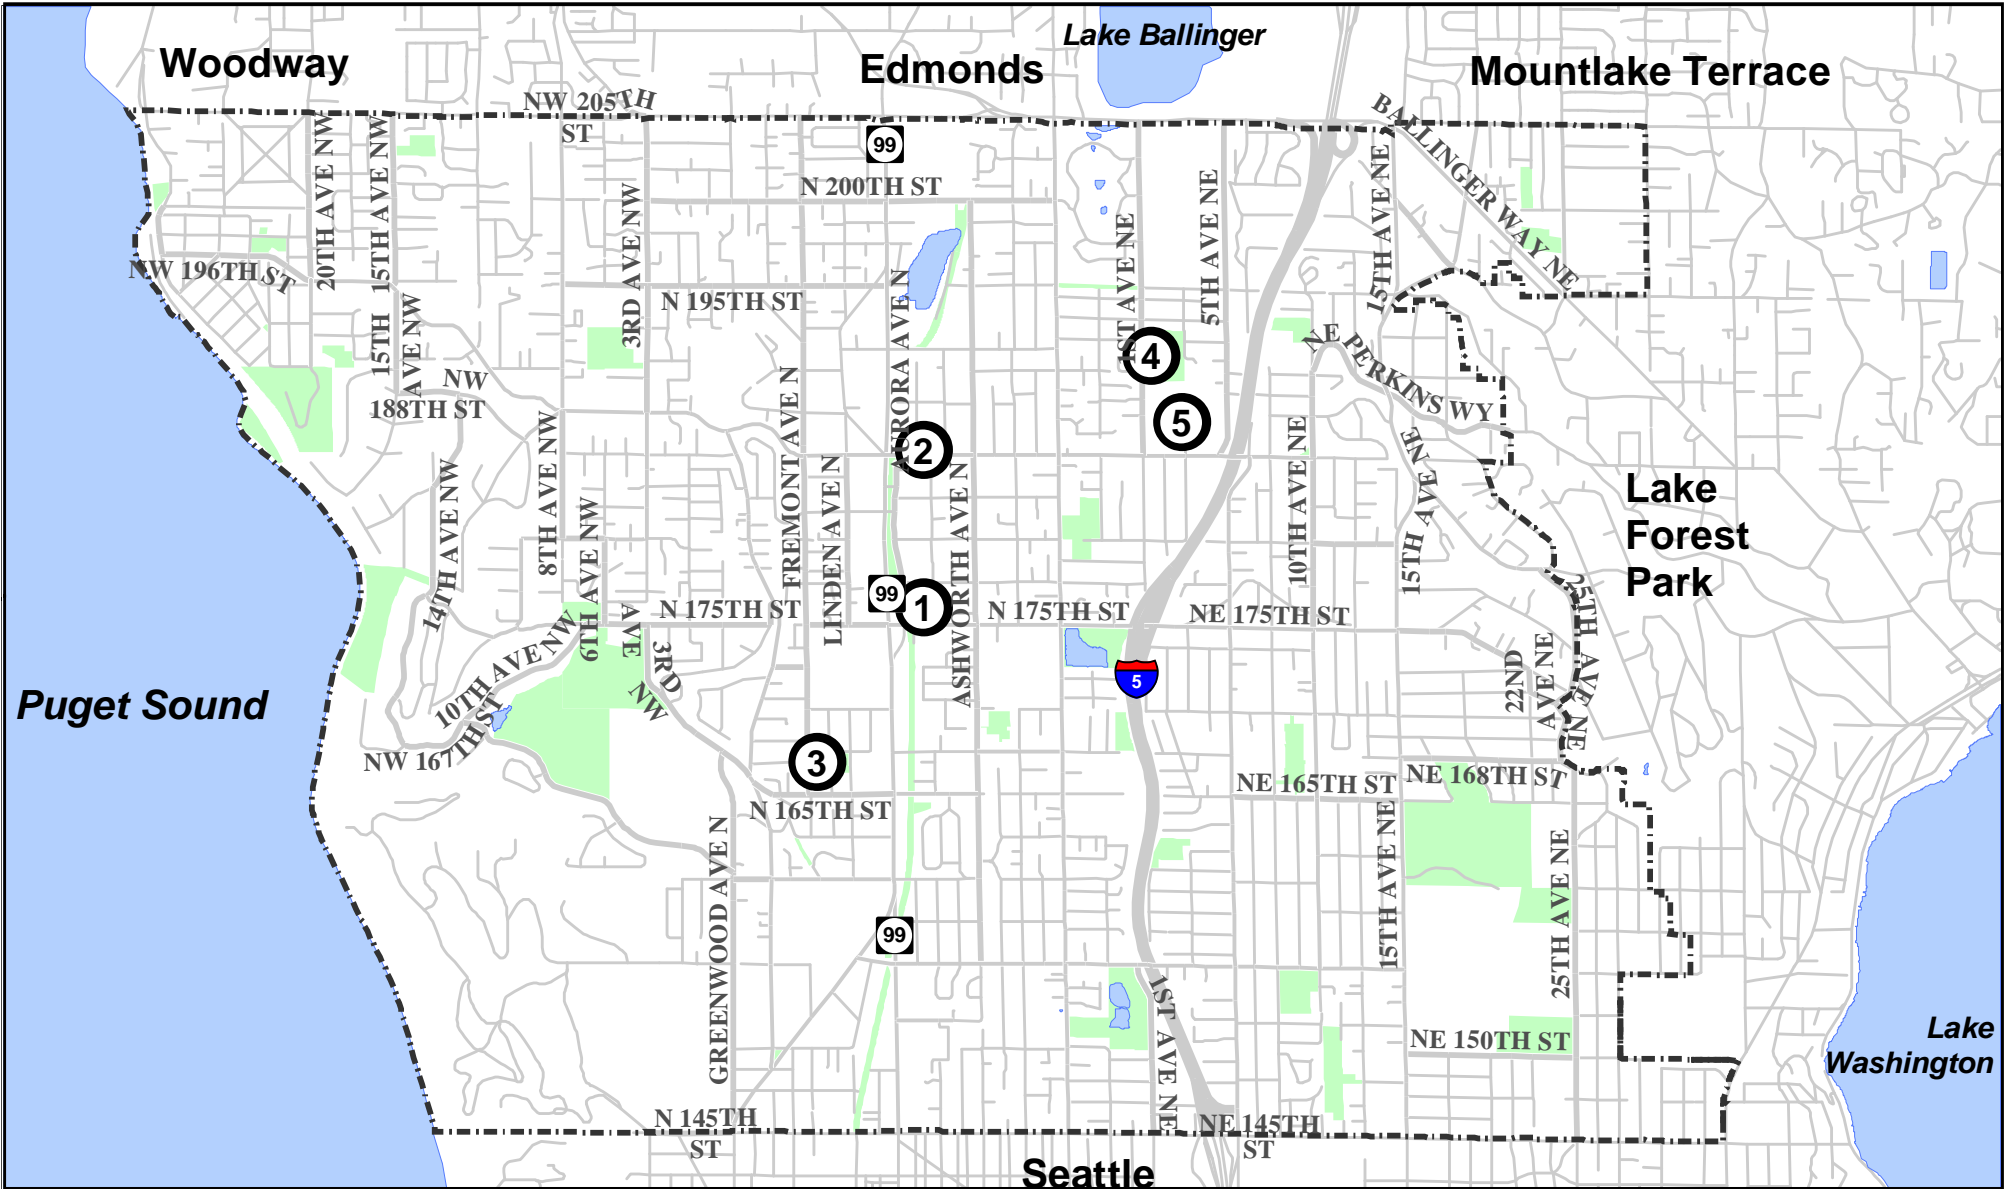 Lake Ballinger
Woodway
Edmonds
Mountlake Terrace
NW 205TH
ST
BALLINGER WAY NE
99
N 200TH ST
20TH AVE NW
15TH AVE NW
3RD AVE NW
1ST AVE NE
5TH AVE NE
15TH AVE NE
NW 196TH ST
N 195TH ST
15TH
AVE NW
AURORA AVE N
4
NE PERKINS WY
NW
188TH ST
FREMONT AVE N
5
2
8TH AVE NW
14TH AVE NW
LINDEN AVE N
ASHWORTH AVE N
10TH AVE NE
15TH AVE NE
Lake
Forest
Park
6TH AVE NW
99
1
N 175TH ST
N 175TH ST
NE 175TH ST
25TH AVE NE
3RD
AVE
NW
10TH AVE NW
22ND
AVE NE
5
Puget Sound
NW 167TH ST
3
N 165TH ST
NE 165TH ST
NE 168TH ST
GREENWOOD AVE N
15TH AVE NE
25TH AVE NE
99
1ST AVE NE
NE 150TH ST
Lake
Washington
N 145TH
ST
NE 145TH
ST
Seattle